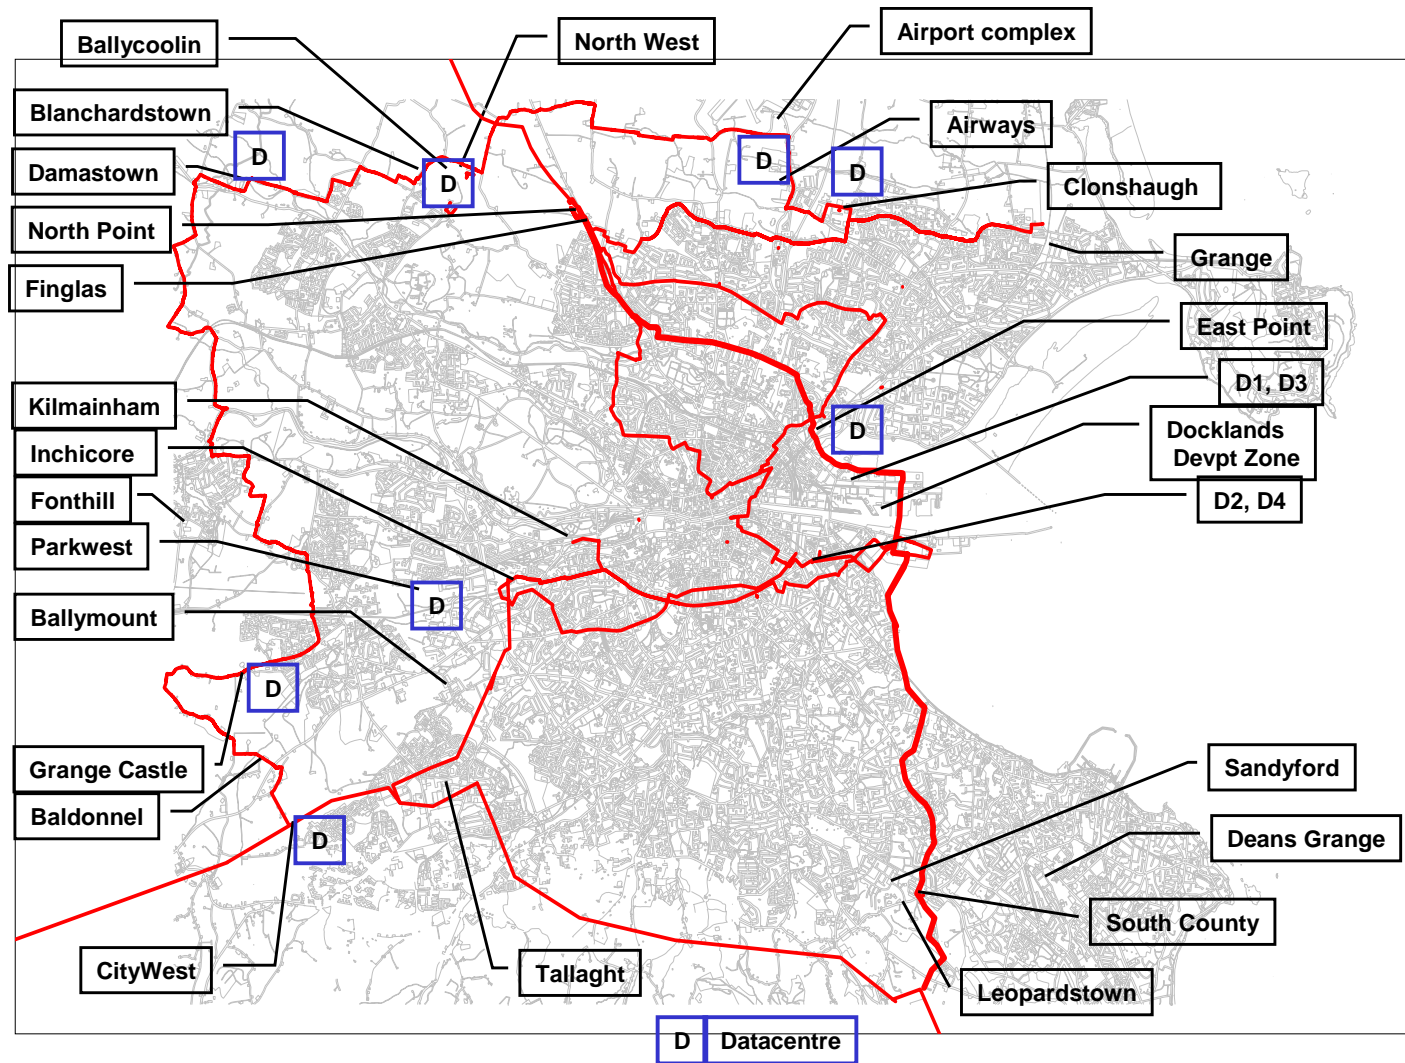 Ballycoolin
North West
Airport complex
Blanchardstown
Airways
D
D
D
Damastown
D
Clonshaugh
North Point
Grange
Finglas
East Point
D1, D3
Kilmainham
D
Docklands
Devpt Zone
Inchicore
Fonthill
D2, D4
Parkwest
D
Ballymount
D
Grange Castle
Sandyford
Baldonnel
D
Deans Grange
South County
CityWest
Tallaght
Leopardstown
D Datacentre